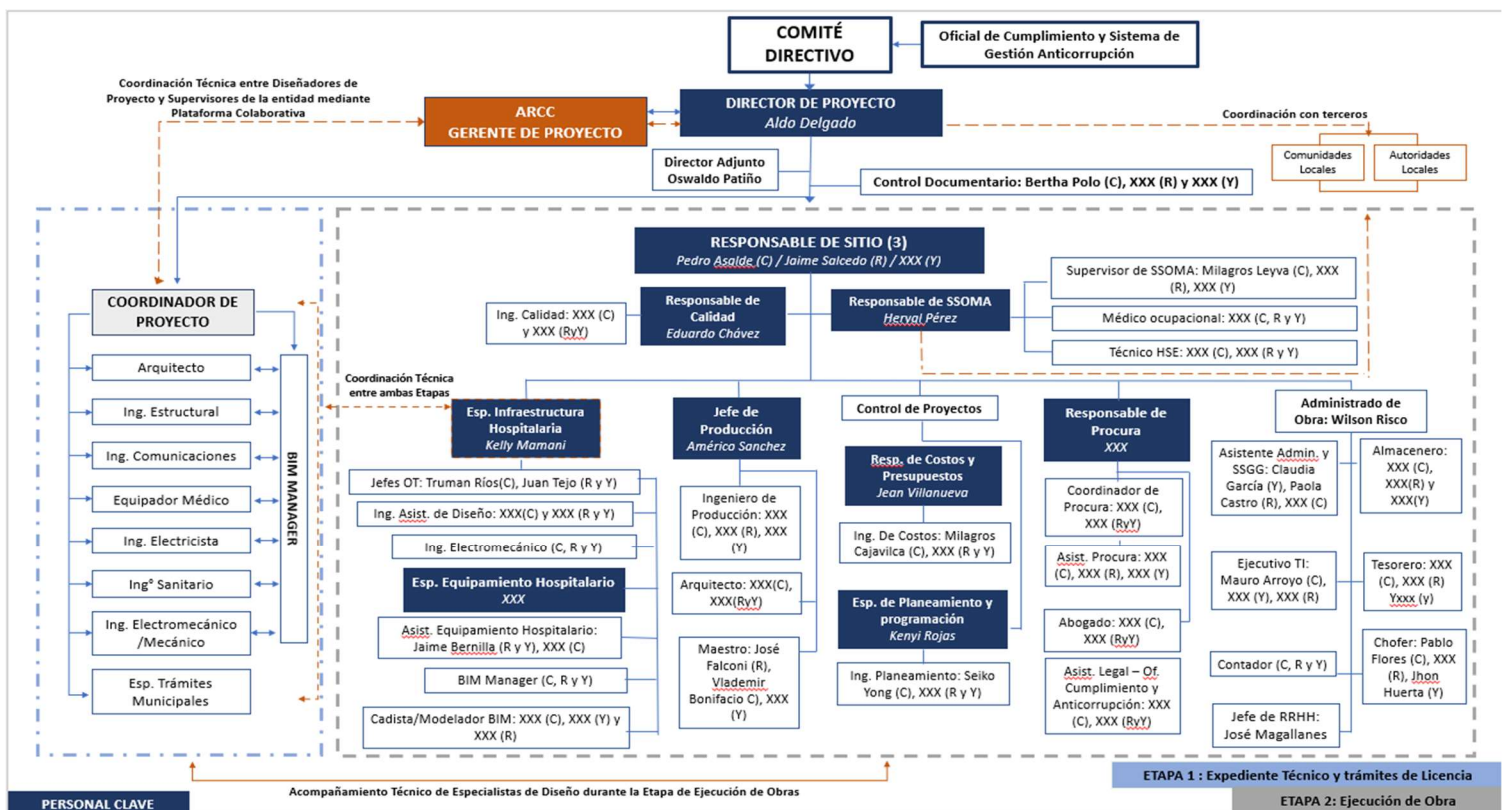 COMITÉ
DIRECTIVO
Oficial de Cumplimiento y Sistema de
Gestión Anticorrupción
Coordinación Técnica entre Diseñadores de
Proyecto y Supervisores de la entidad mediante
Plataforma Colaborativa
ARCC
GERENTE DE PROYECTO
DIRECTOR DE PROYECTO
Aldo Delgado
Coordinación con terceros
Comunidades
Locales
Autoridades
Locales
Director Adjunto
Oswaldo Patiño
Control Documentario: Bertha Polo (C), XXX (R) y XXX (Y)
RESPONSABLE DE SITIO (3)
Pedro Asalde (C) / Jaime Salcedo (R) / XXX (Y)
Ing. Calidad: XXX (C)
y XXX (RyY)
Responsable de
Calidad
Eduardo Chávez
Responsable de SSOMA
Herval Pérez
Supervisor de SSOMA: Milagros Leyva (C), XXX
(R), XXX (Y)
Médico ocupacional: XXX (C, R y Y)
Técnico HSE: XXX (C), XXX (R y Y)
COORDINADOR DE
PROYECTO
Arquitecto
Ing. Estructural
Ing. Comunicaciones
Equipador Médico
Ing. Electricista
Ing° Sanitario
Ing. Electromecánico
/Mecánico
Esp. Trámites
Municipales
BIM MANAGER
Coordinación Técnica
entre ambas Etapas
Esp. Infraestructura
Hospitalaria
Kelly Mamani
Jefes OT: Truman Ríos(C), Juan Tejo (R y Y)
Ing. Asist. de Diseño: XXX(C) y XXX (R y Y)
Ing. Electromecánico (C, R y Y)
Esp. Equipamiento Hospitalario
XXX
Asist. Equipamiento Hospitalario:
Jaime Bernilla (R y Y), XXX (C)
BIM Manager (C, R y Y)
Cadista/Modelador BIM: XXX (C), XXX (Y) y
XXX (R)
Jefe de
Producción
Américo Sanchez
Ingeniero de
Producción: XXX
(C), XXX (R), XXX
(Y)
Arquitecto: XXX(C),
XXX(RyY)
Maestro: José
Falconi (R),
Vlademir
Bonifacio C), XXX
(Y)
Control de Proyectos
Resp. de Costos y
Presupuestos
Jean Villanueva
Ing. De Costos: Milagros
Cajavilca (C), XXX (R y Y)
Esp. de Planeamiento y
programación
Kenyi Rojas
Ing. Planeamiento: Seiko
Yong (C), XXX (R y Y)
Responsable de
Procura
XXX
Coordinador de
Procura: XXX (C),
XXX (RyY)
Asist. Procura: XXX
(C), XXX (R), XXX (Y)
Abogado: XXX (C),
XXX (RyY)
Asist. Legal – Of.
Cumplimiento y
Anticorrupción: XXX
(C), XXX (RyY)
Administrado de
Obra: Wilson Risco
Asistente Admin. y
SSGG: Claudia
García (Y), Paola
Castro (R), XXX (C)
Almacenero:
XXX (C),
XXX(R) y
XXX(Y)
Ejecutivo TI:
Mauro Arroyo (C),
XXX (Y), XXX (R)
Tesorero: XXX
(C), XXX (R)
Yxxx (y)
Contador (C, R y Y)
Chofer: Pablo
Flores (C), XXX
(R), Jhon
Huerta (Y)
Jefe de RRHH:
José Magallanes
Acompañamiento Técnico de Especialistas de Diseño durante la Etapa de Ejecución de Obras
PERSONAL CLAVE
ETAPA 1 : Expediente Técnico y trámites de Licencia
ETAPA 2: Ejecución de Obra